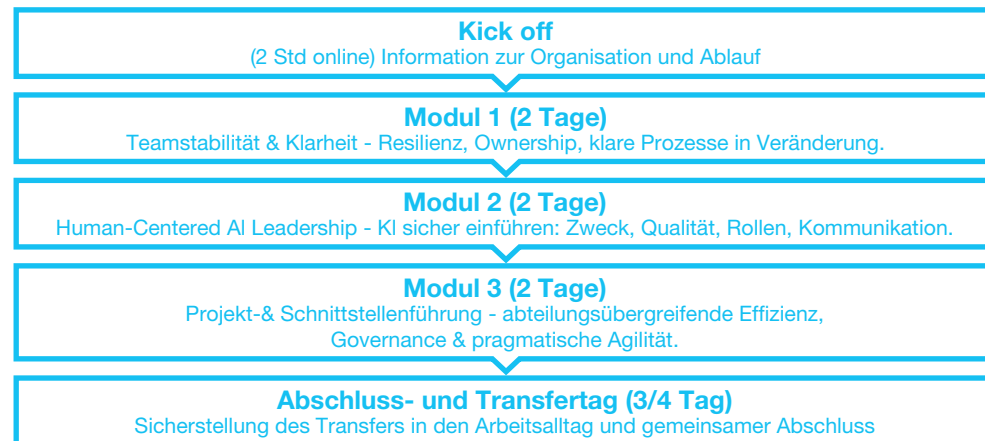 Kick off
(2 Std online) Information zur Organisation und Ablauf
Modul 1 (2 Tage)
Teamstabilität & Klarheit - Resilienz, Ownership, klare Prozesse in Veränderung.
Modul 2 (2 Tage)
Human-Centered AI Leadership - KI sicher einführen: Zweck, Qualität, Rollen, Kommunikation.
Modul 3 (2 Tage)
Projekt-& Schnittstellenführung - abteilungsübergreifende Effizienz,
Governance & pragmatische Agilität.
Abschluss- und Transfertag (3/4 Tag)
Sicherstellung des Transfers in den Arbeitsalltag und gemeinsamer Abschluss